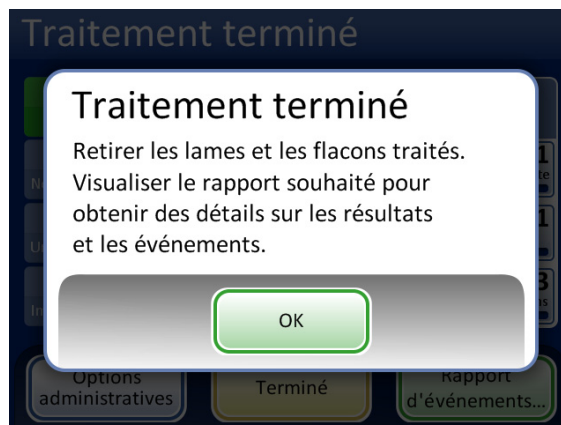 Traitement terminé
Traitement terminé
Retirer les lames et les flacons traités.
Visualiser le rapport souhaité pour
obtenir des détails sur les résultats
et les événements.
OK
Options
administratives
Terminé
Rapport
d'événements...